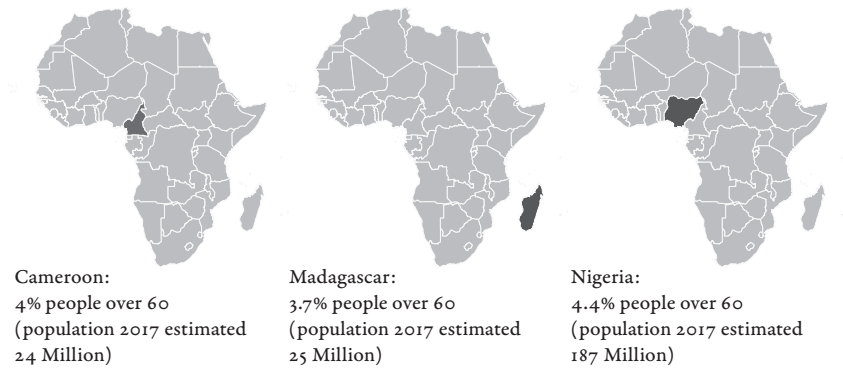 Cameroon:
4% people over 60
(population 2017 estimated
24 Million)
Madagascar:
3.7% people over 60
(population 2017 estimated
25 Million)
Nigeria:
4.4% people over 60
(population 2017 estimated
187 Million)